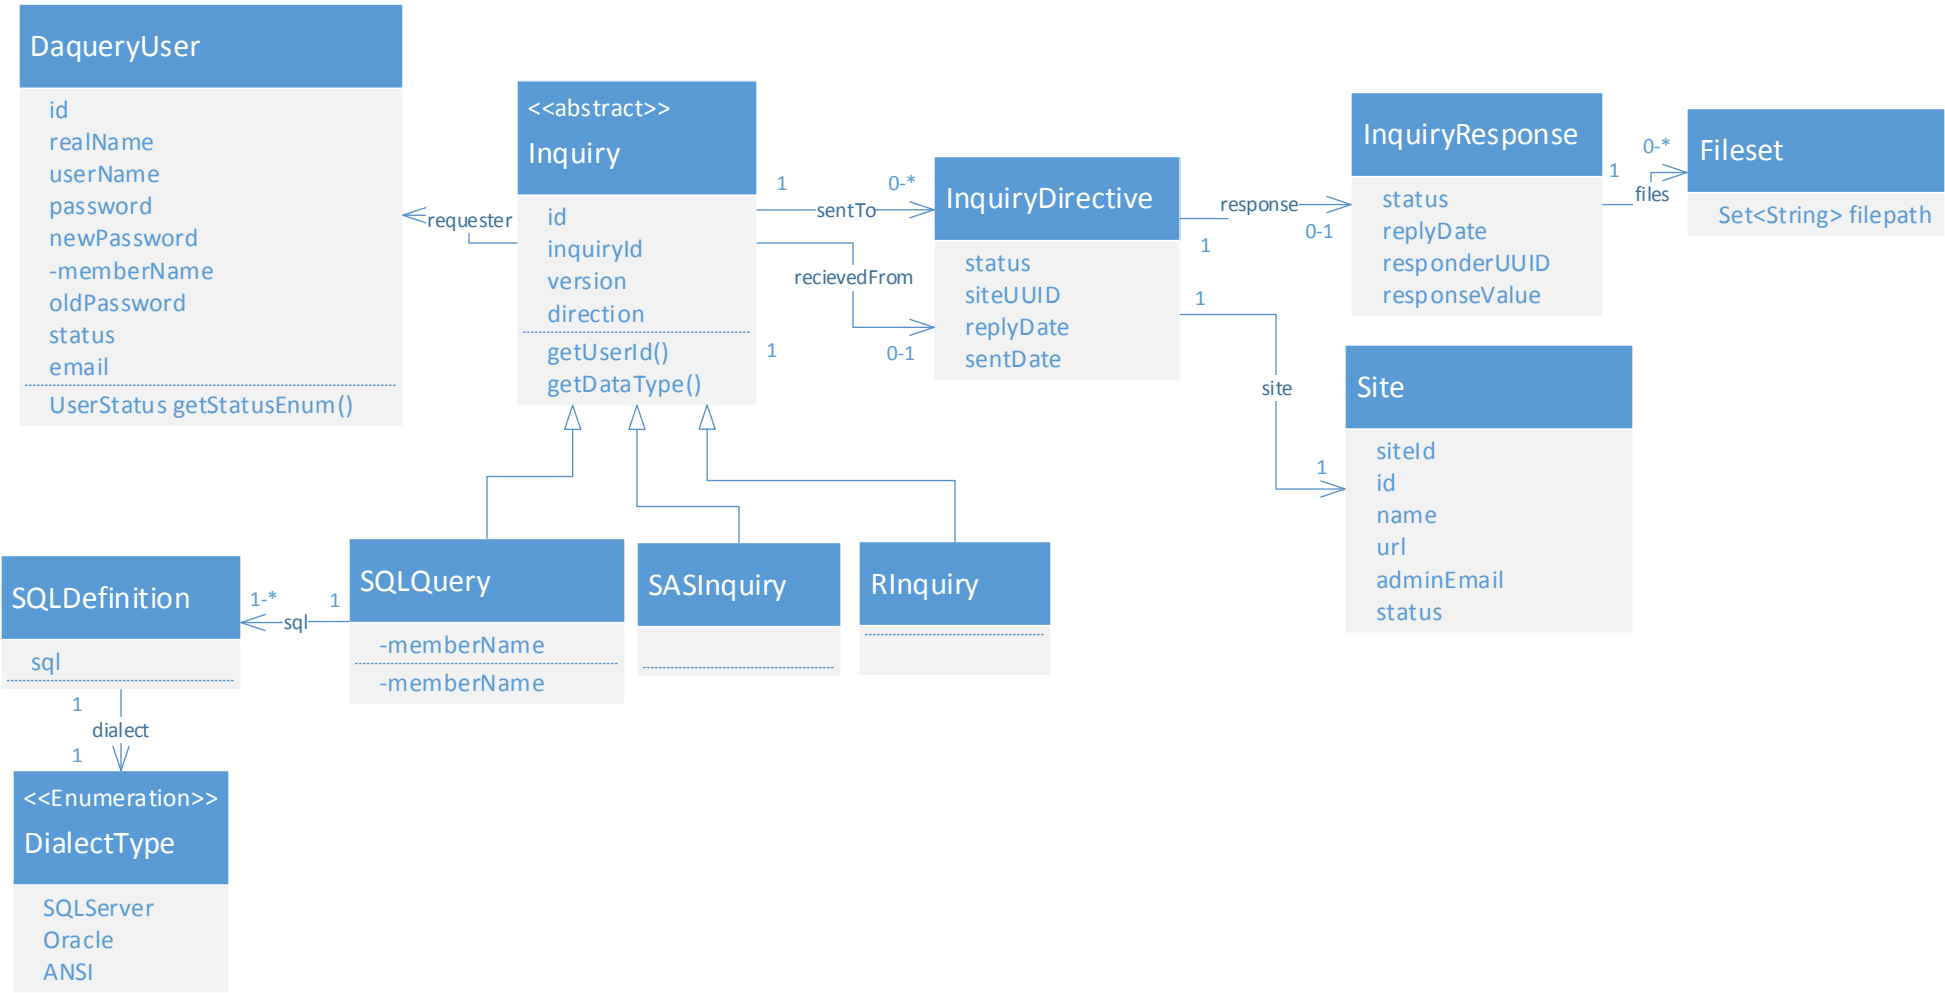 DaqueryUser
id
realName
userName
password
newPassword
-memberName
oldPassword
status
email
UserStatus getStatusEnum()
requester
<<abstract>>
Inquiry
id
inquiryId
version
direction
getUserId()
getDataType()
1
0-*
sentTo
recievedFrom
1
0-1
InquiryDirective
status
siteUUID
replyDate
sentDate
response
0-1
1
1
site
1
InquiryResponse
status
replyDate
responderUUID
responseValue
1
0-*
files
Fileset
Set<String> filepath
Site
siteId
id
name
url
adminEmail
status
SQLDefinition
sql
1-*
1
sql
SQLQuery
-memberName
-memberName
SASInquiry
RInquiry
1
dialect
1
<<Enumeration>>
DialectType
SQLServer
Oracle
ANSI